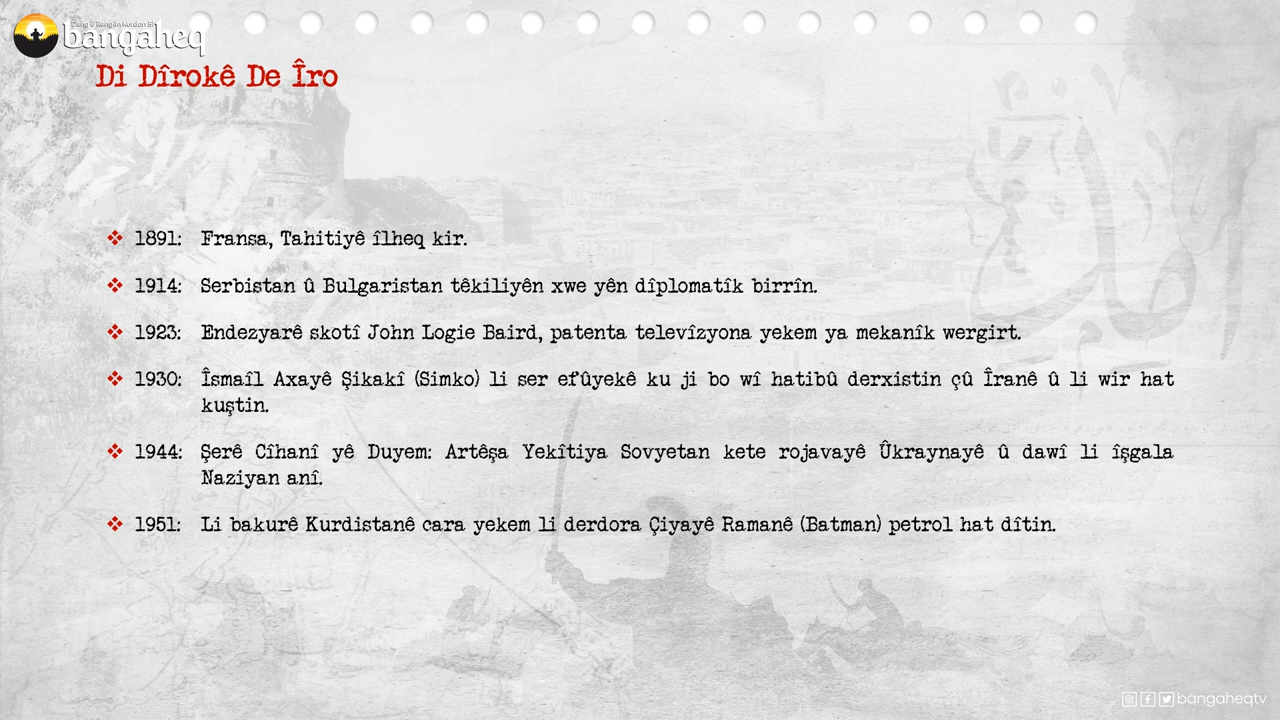 Deng û Rengên Kurdan Bi
bangaheq
Di Dîrokê De Îro
❖ 1891: Fransa, Tahitiyê îlheq kir.
❖ 1914: Serbistan û Bulgaristan têkiliyên xwe yên dîplomatîk birrîn.
❖ 1923: Endezyarê skotî John Logie Baird, patenta televîzyona yekem ya mekanîk wergirt.
❖ 1930: Îsmaîl Axayê Şikakî (Simko) li ser efûyekê ku ji bo wî hatibû derxistin çû Îranê û li wir hat
kuştin.
❖ 1944: Şerê Cîhanî yê Duyem: Artêşa Yekîtiya Sovyetan kete rojavayê Ûkraynayê û dawî li îşgala
Naziyan anî.
❖ 1951: Li bakurê Kurdistanê cara yekem li derdora Çiyayê Ramanê (Batman) petrol hat dîtin.
bangaheqtv